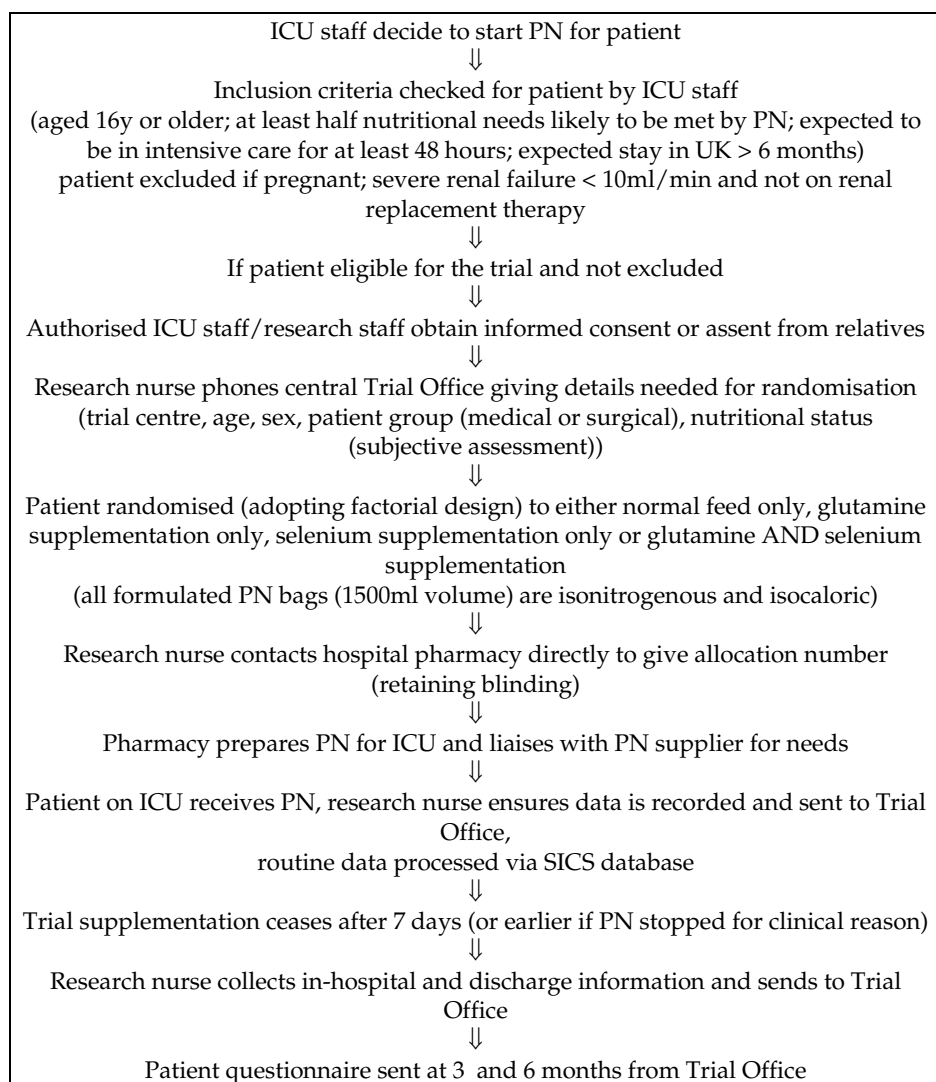 ICU staff decide to start PN for patient
⇓
Inclusion criteria checked for patient by ICU staff
(aged 16y or older; at least half nutritional needs likely to be met by PN; expected to
be in intensive care for at least 48 hours; expected stay in UK > 6 months)
patient excluded if pregnant; severe renal failure < 10ml/min and not on renal
replacement therapy
⇓
If patient eligible for the trial and not excluded
⇓
Authorised ICU staff/research staff obtain informed consent or assent from relatives
⇓
Research nurse phones central Trial Office giving details needed for randomisation
(trial centre, age, sex, patient group (medical or surgical), nutritional status
(subjective assessment))
⇓
Patient randomised (adopting factorial design) to either normal feed only, glutamine
supplementation only, selenium supplementation only or glutamine AND selenium
supplementation
(all formulated PN bags (1500ml volume) are isonitrogenous and isocaloric)
⇓
Research nurse contacts hospital pharmacy directly to give allocation number
(retaining blinding)
⇓
Pharmacy prepares PN for ICU and liaises with PN supplier for needs
⇓
Patient on ICU receives PN, research nurse ensures data is recorded and sent to Trial
Office,
routine data processed via SICS database
⇓
Trial supplementation ceases after 7 days (or earlier if PN stopped for clinical reason)
⇓
Research nurse collects in-hospital and discharge information and sends to Trial
Office
⇓
Patient questionnaire sent at 3 and 6 months from Trial Office